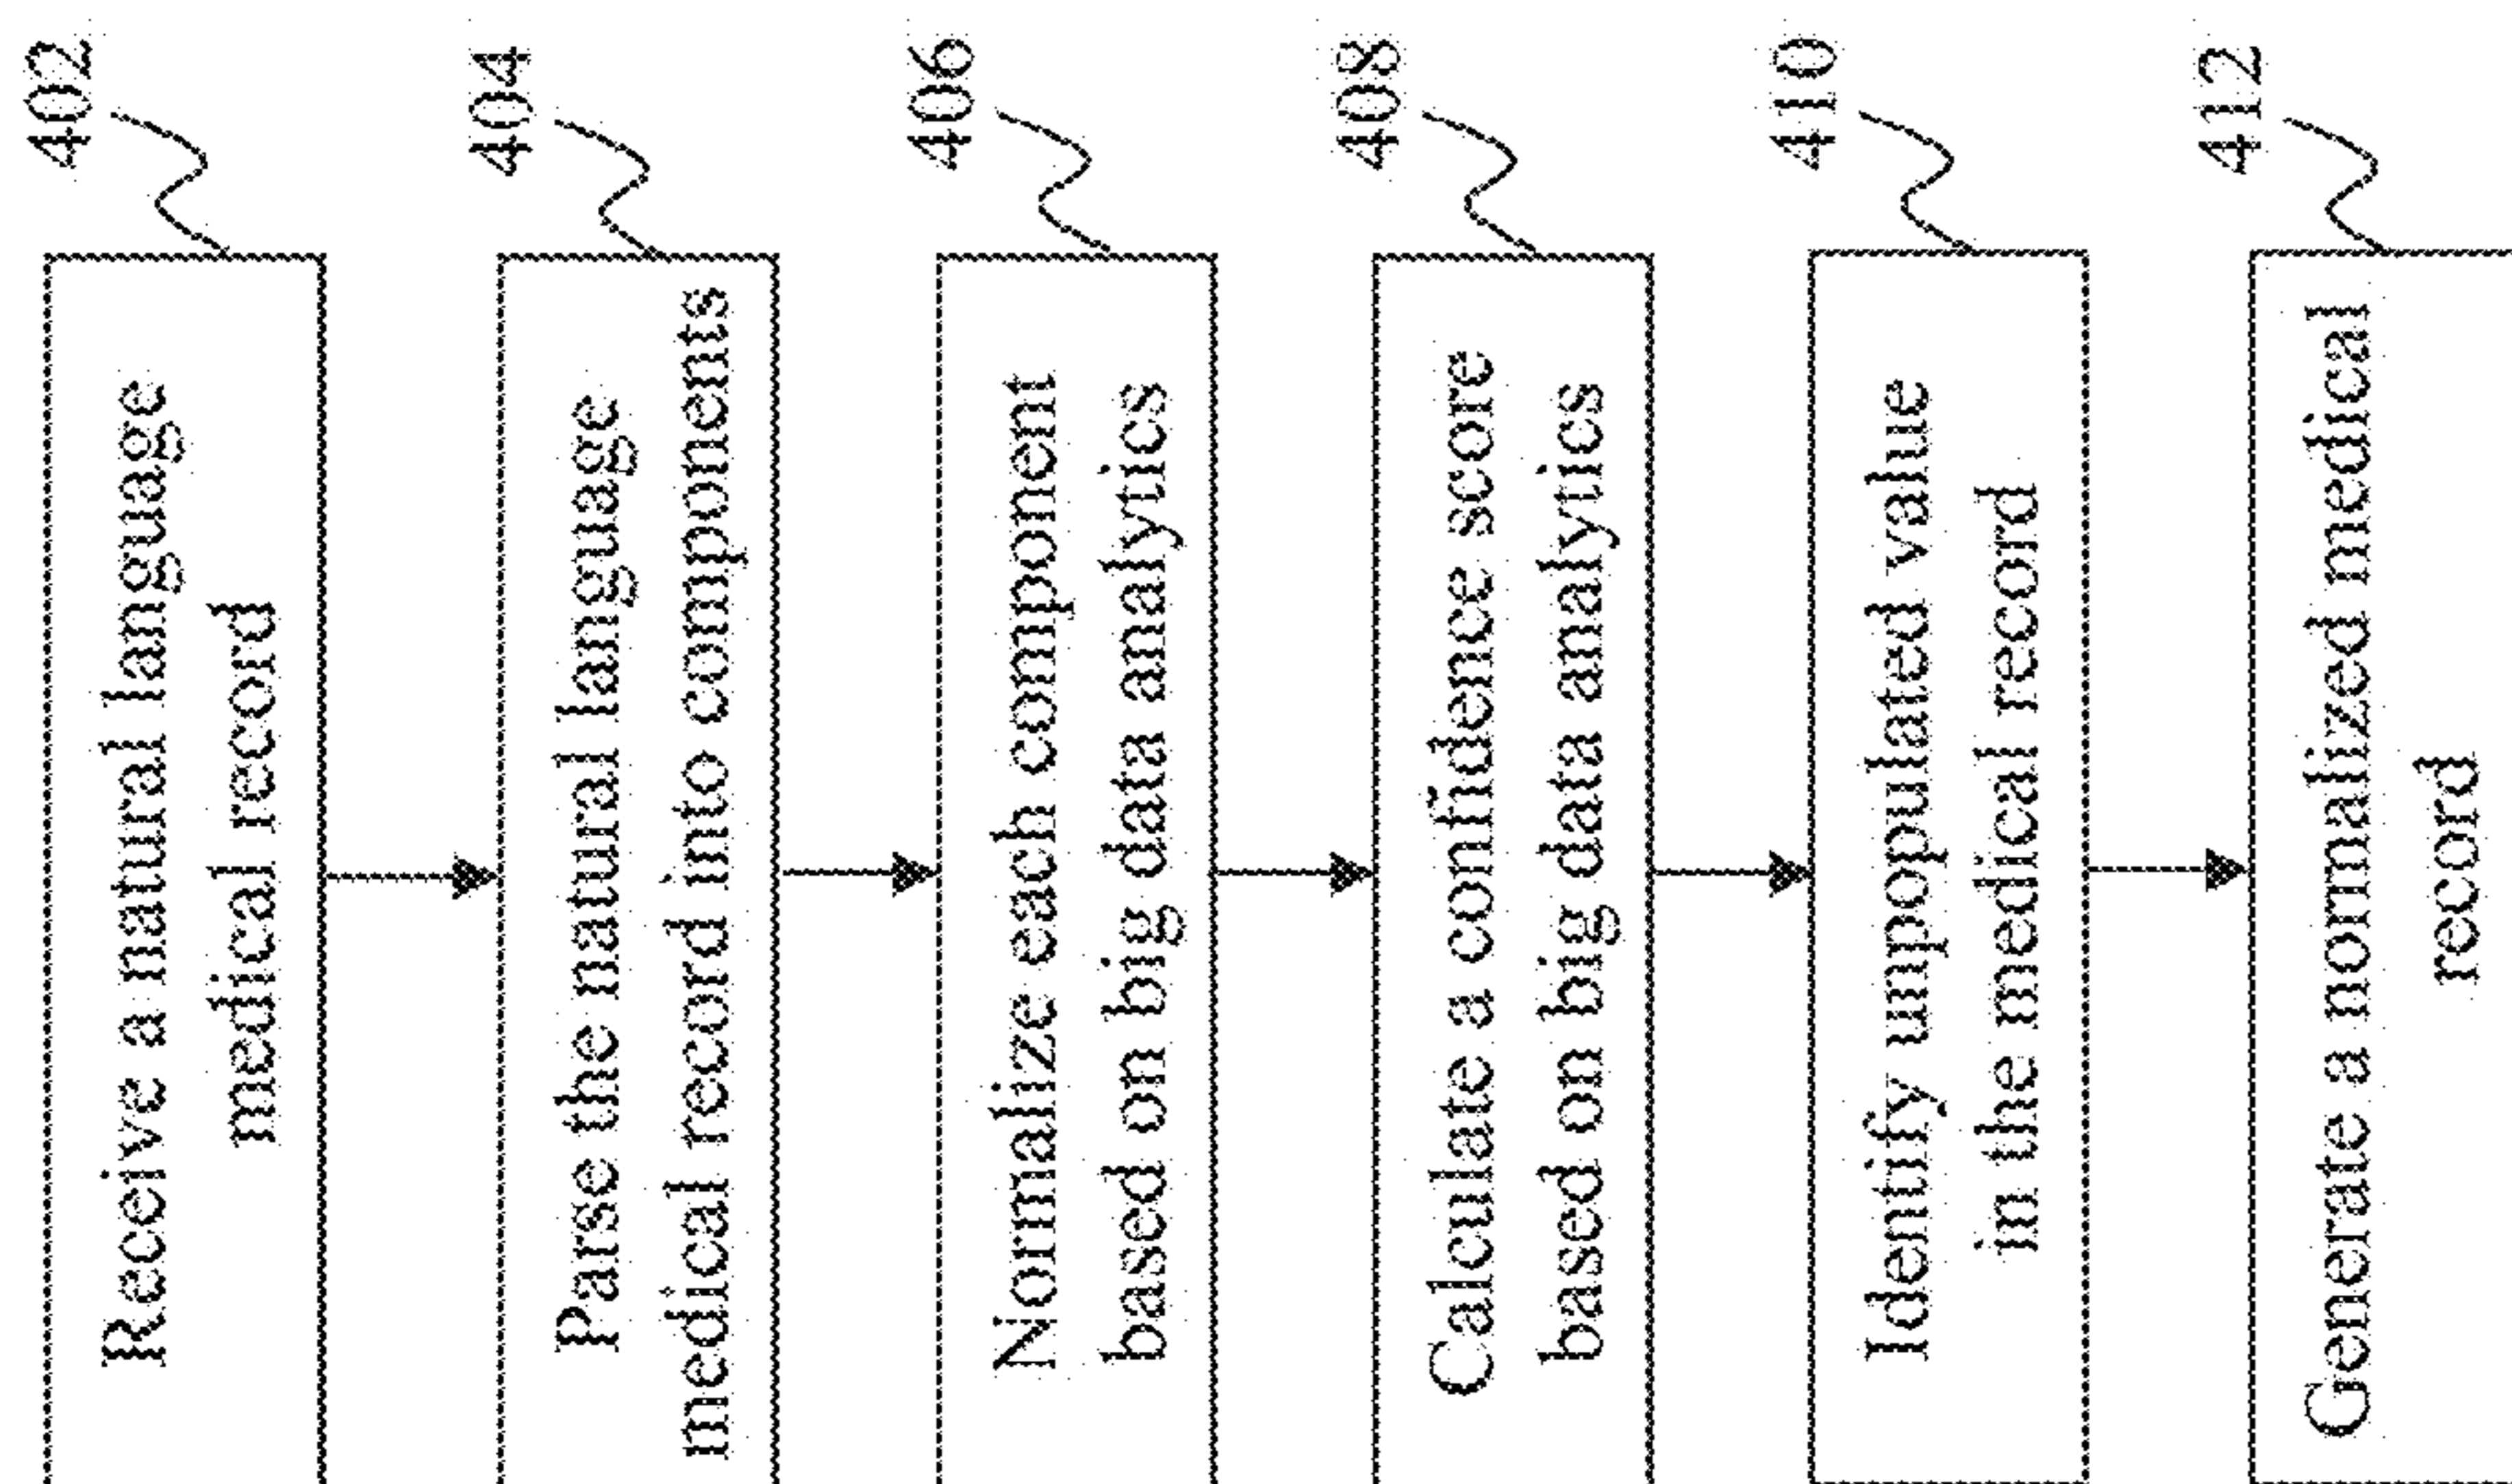 402
Receive a natural language
medical record
404
Parse the natural language
medical record into components
406
Normalize each component
based on big data analytics
408
Calculate a confidence score
based on big data analytics
410
Identify unpopulated value
in the medical record
412
Generate a normalized medical
record